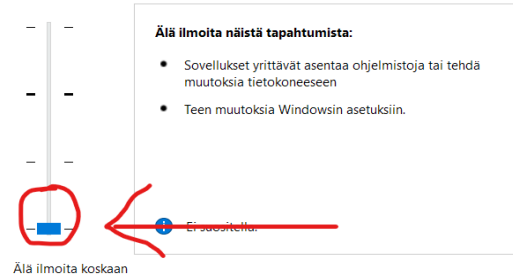 Älä ilmoita näistä tapahtumista:
Sovellukset yrittävät asentaa ohjelmistoja tai tehdä
muutoksia tietokoneeseen
Teen muutoksia Windowsin asetuksiin.
Ei suositella.
Älä ilmoita koskaan